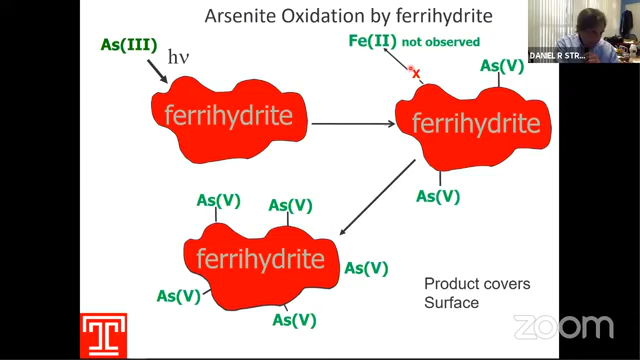 Arsenite Oxidation by ferrihydrite
As(III)
hν
Fe(II) not observed
x
As(V)
DANIEL R STR...
ferrihydrite
ferrihydrite
As(V)
As(V)
As(V)
ferrihydrite
As(V)
As(V)
As(V)
Product covers
Surface
T
zoom